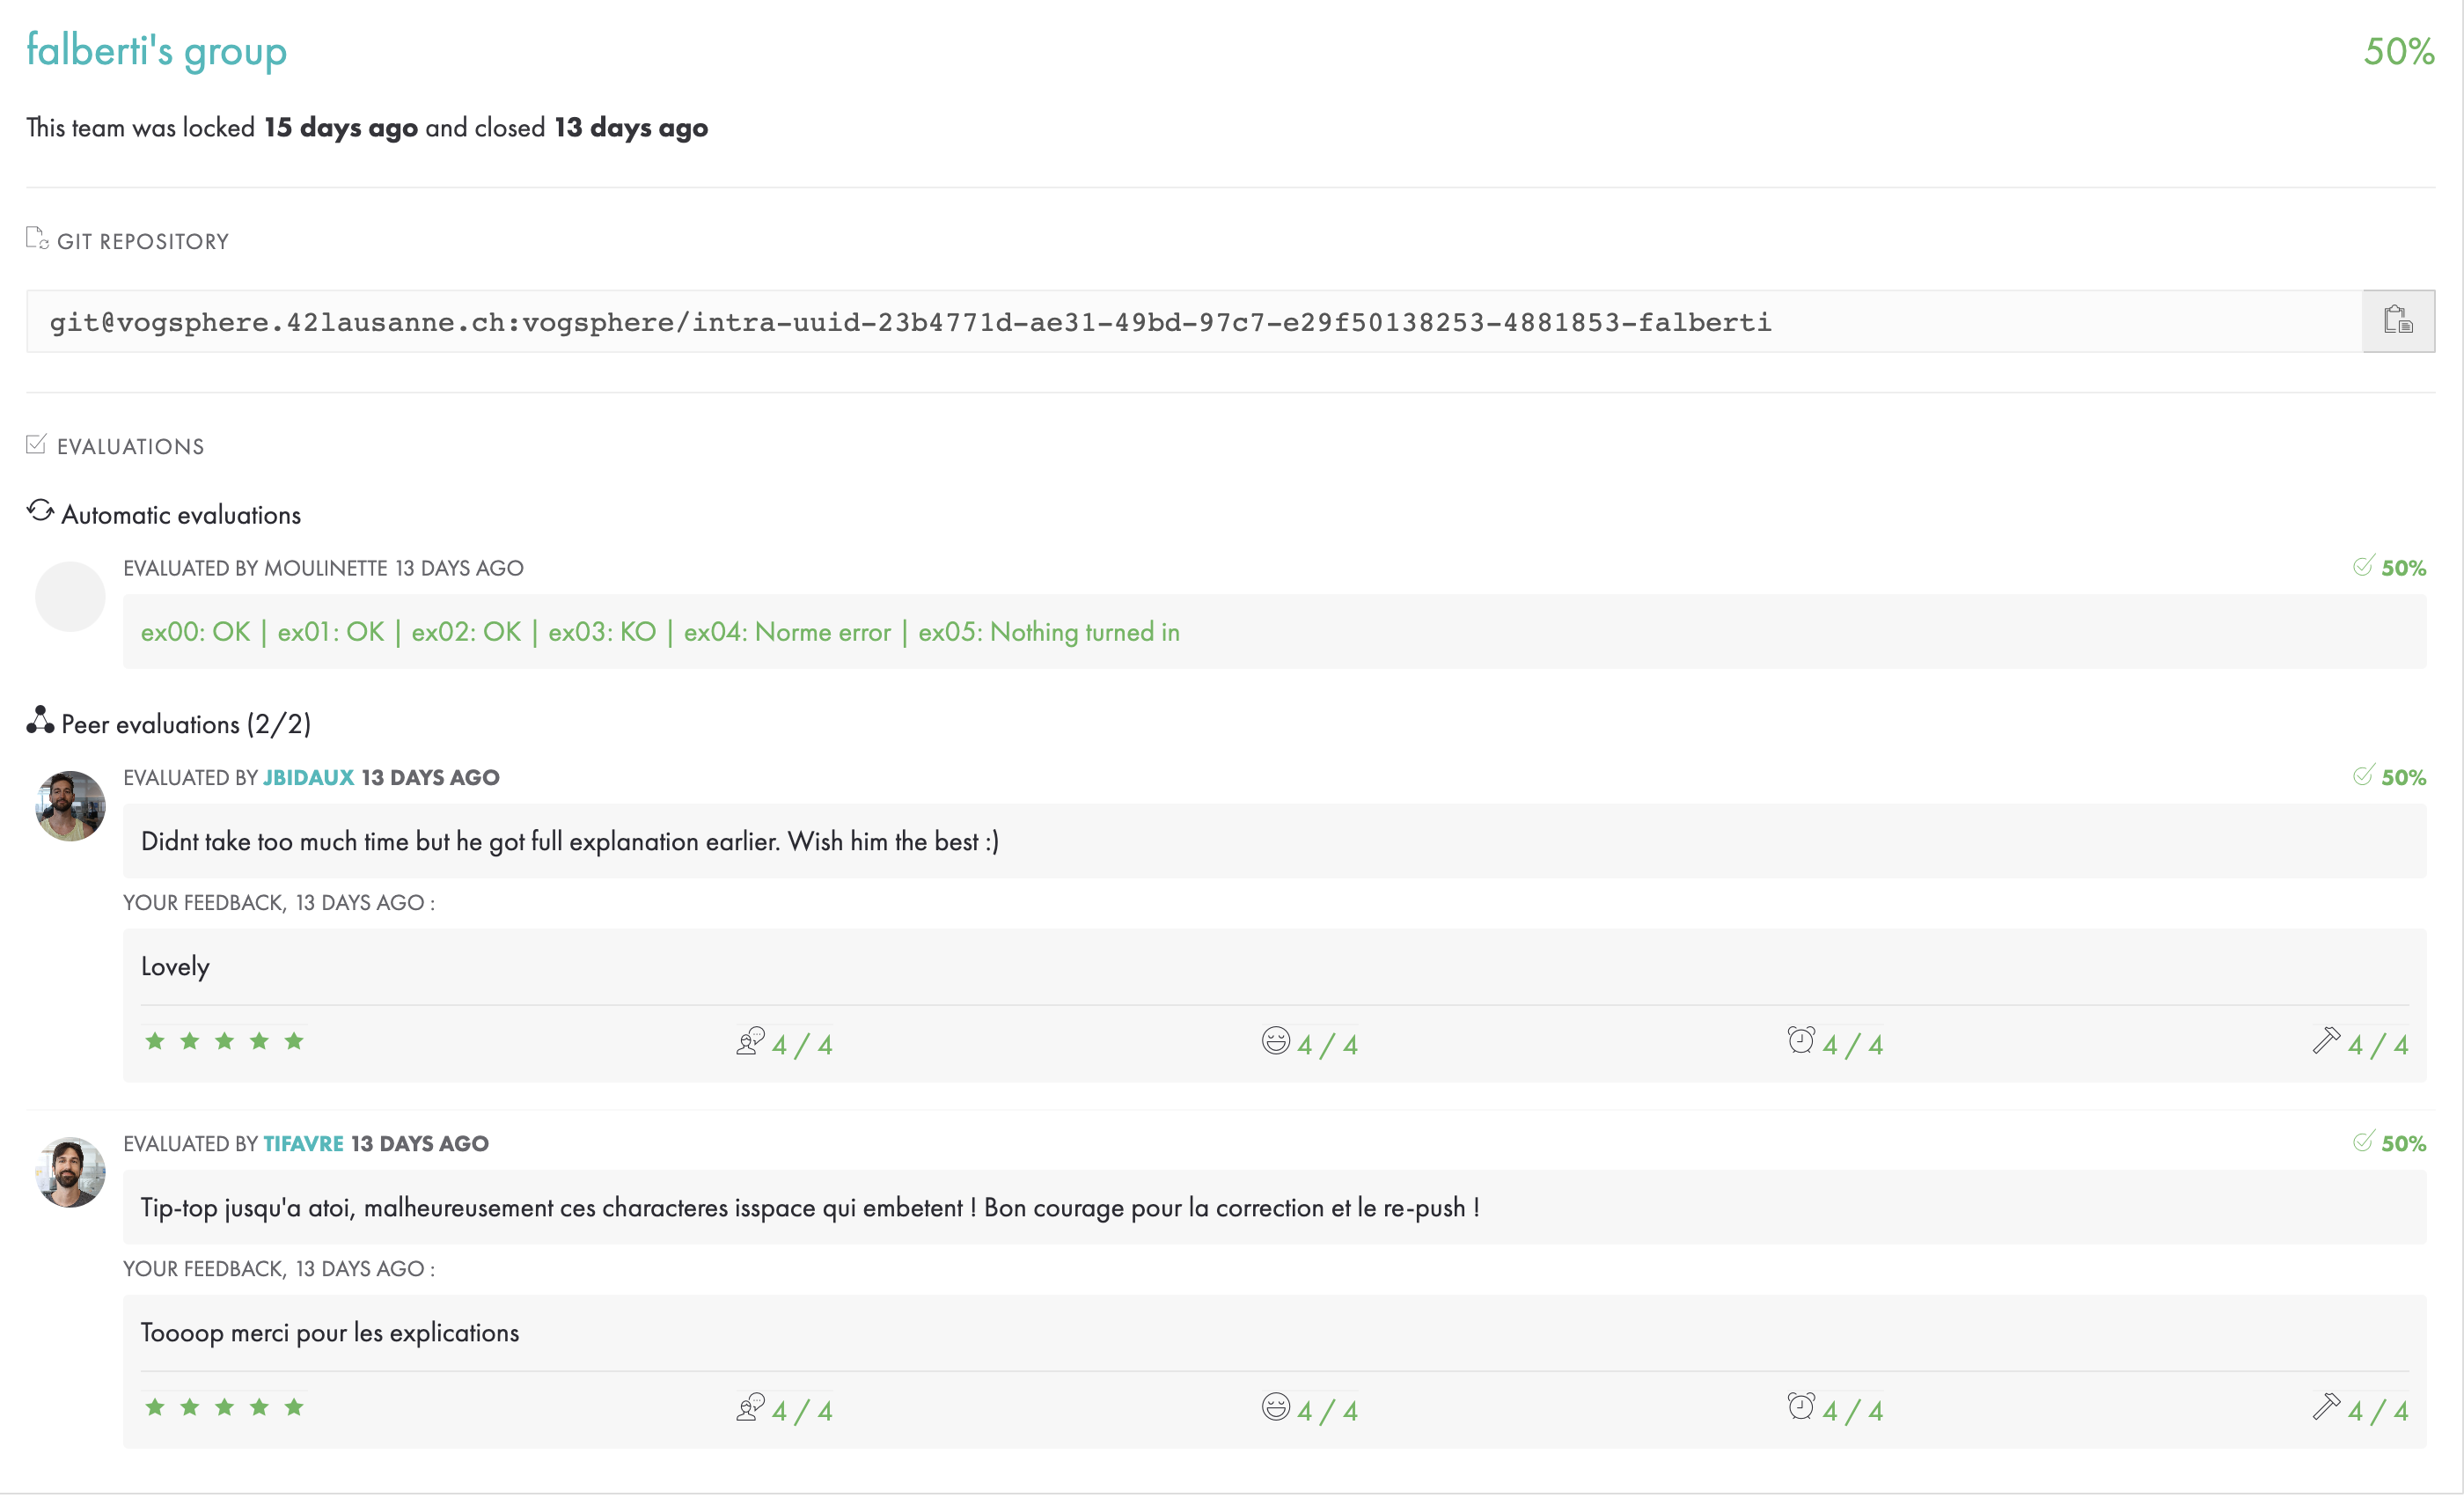 falberti's group
50%
This team was locked 15 days ago and closed 13 days ago
GIT REPOSITORY
git@vogsphere.42lausanne.ch:vogsphere/intra-uuid-23b4771d-ae31-49bd-97c7-e29f50138253-4881853-falberti
EVALUATIONS
Automatic evaluations
EVALUATED BY MOULINETTE 13 DAYS AGO
50%
ex00: OK | ex01: OK | ex02: OK | ex03: KO | ex04: Norme error | ex05: Nothing turned in
Peer evaluations (2/2)
EVALUATED BY JBIDAUX 13 DAYS AGO
50%
Didnt take too much time but he got full explanation earlier. Wish him the best :)
YOUR FEEDBACK, 13 DAYS AGO :
Lovely
4 / 4 4 / 4 4 / 4 4 / 4
EVALUATED BY TIFAVRE 13 DAYS AGO
50%
Tip-top jusqu'a atoi, malheureusement ces characteres isspace qui embetent ! Bon courage pour la correction et le re-push !
YOUR FEEDBACK, 13 DAYS AGO :
Toooop merci pour les explications
4 / 4 4 / 4 4 / 4 4 / 4